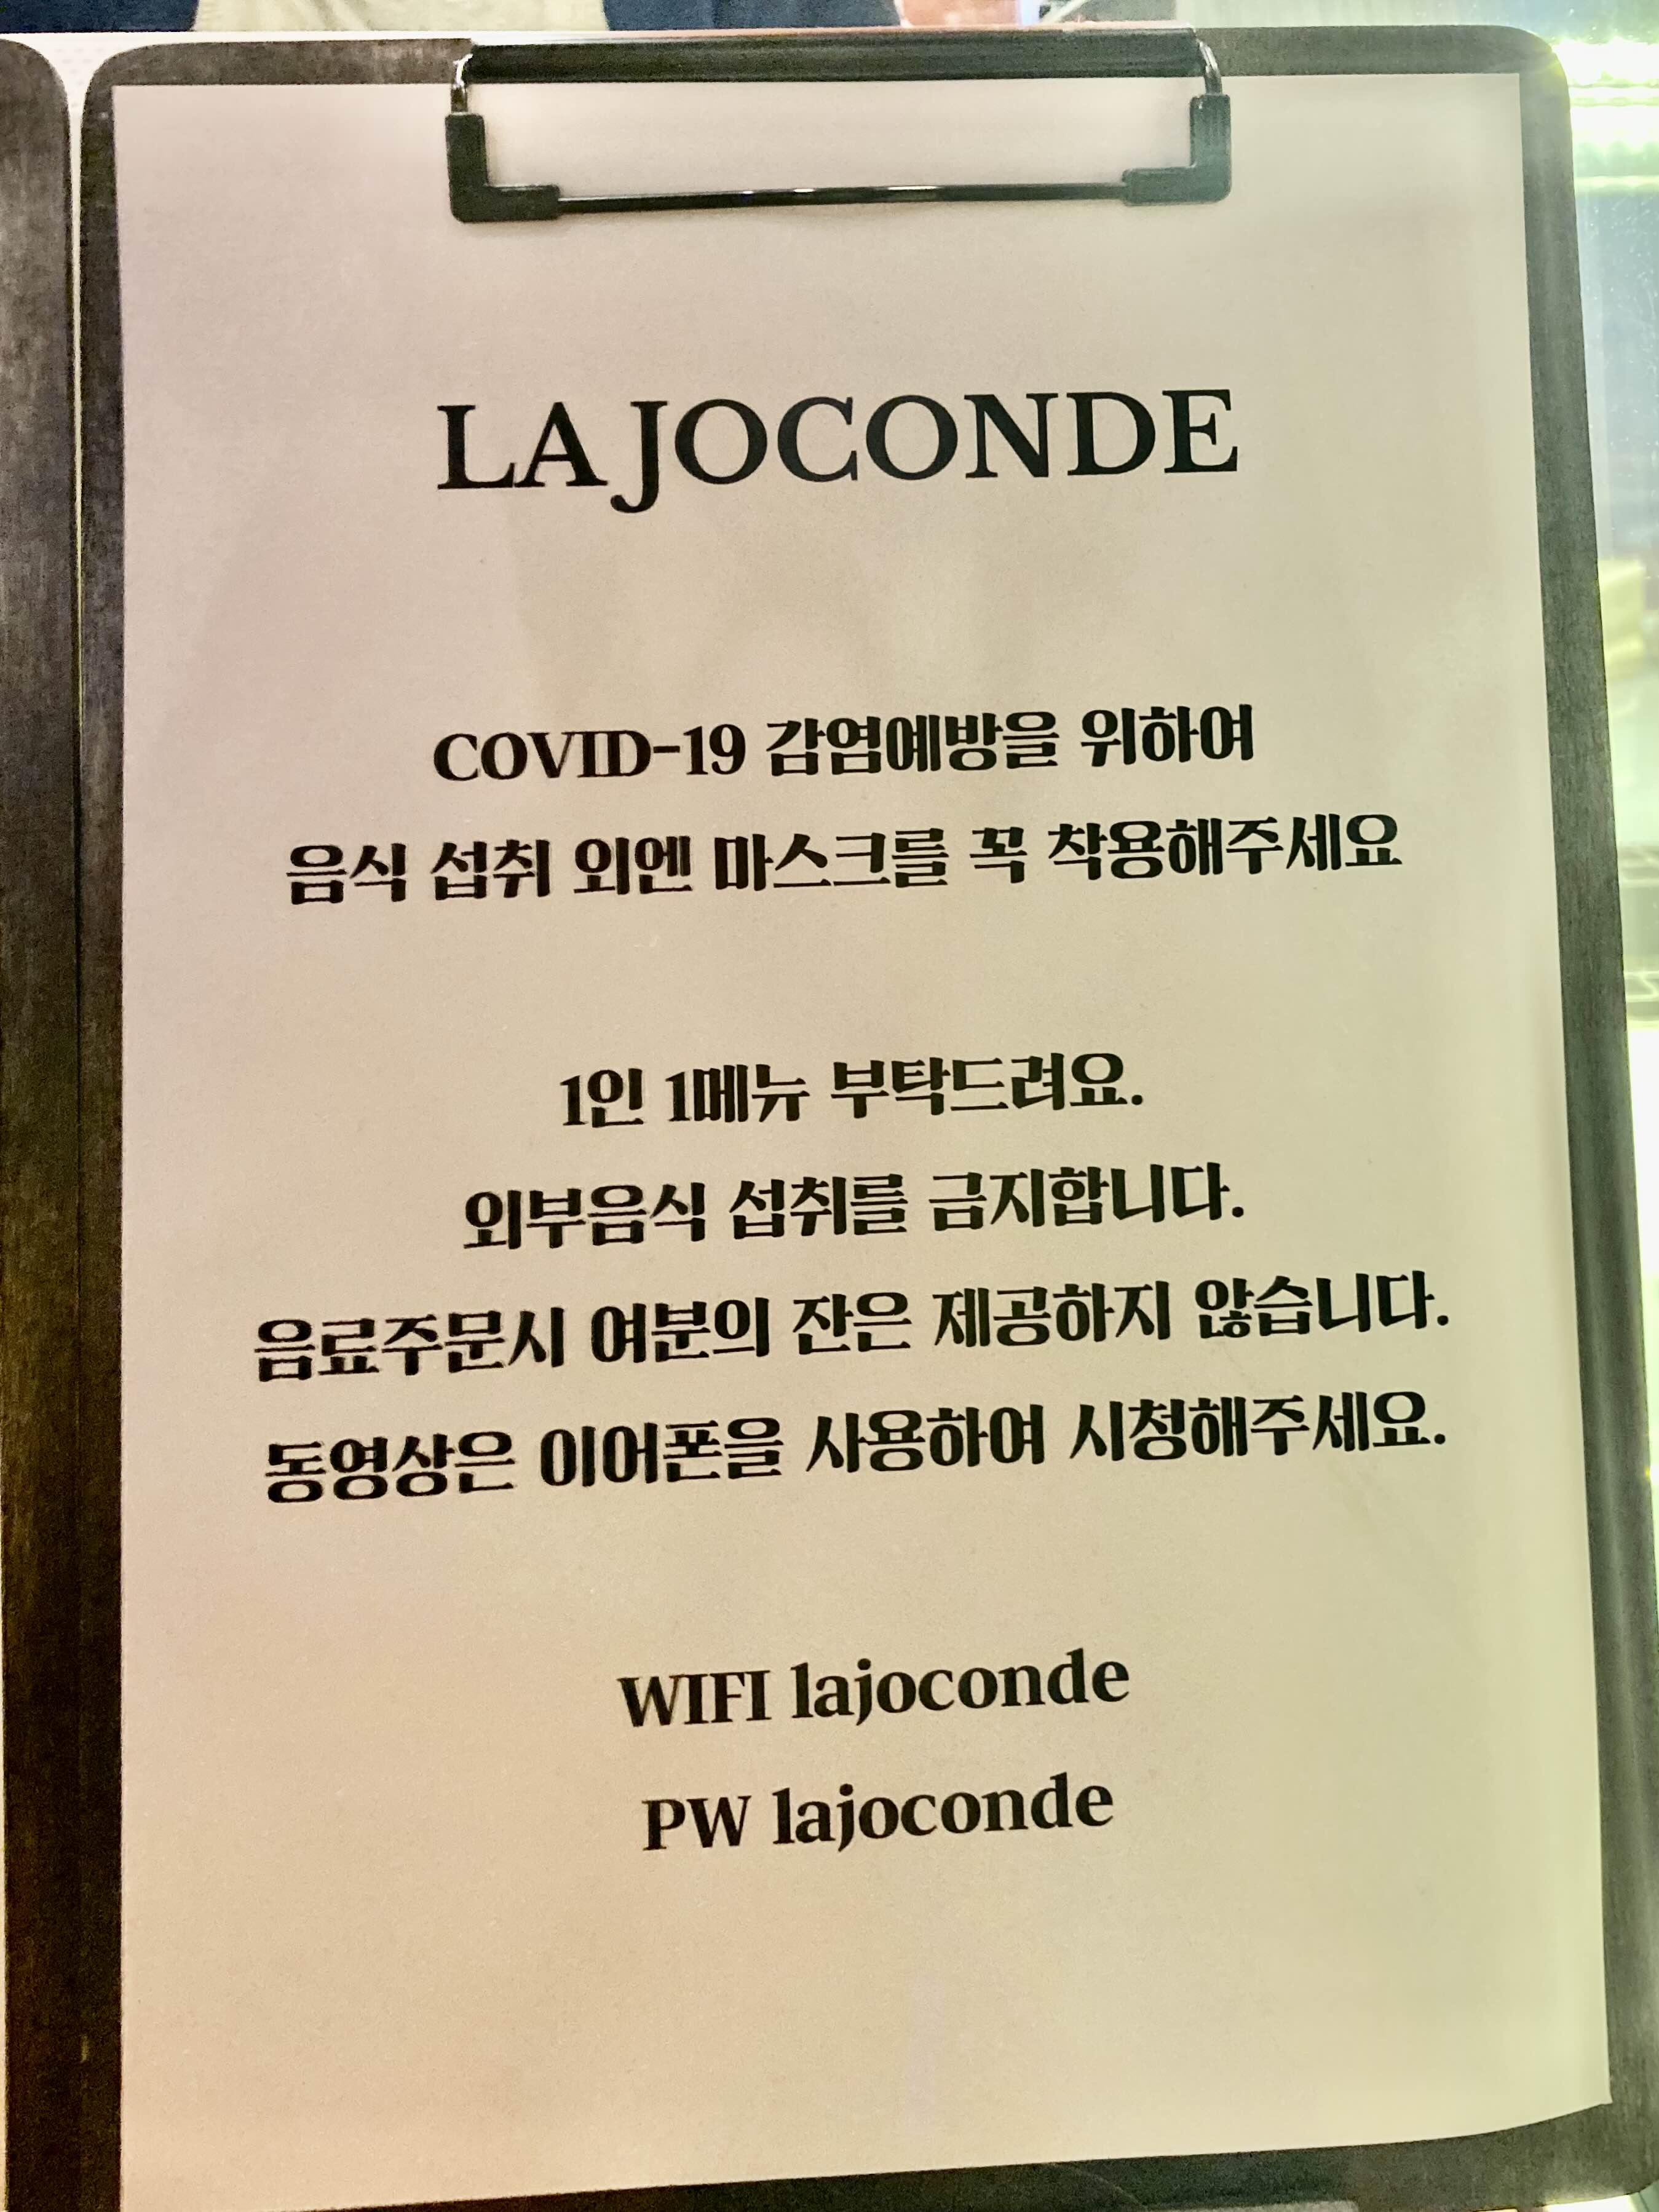 LA JOCONDE
COVID-19 감염예방을 위하여
음식 섭취 외엔 마스크를 꼭 착용해주세요
1인 1메뉴 부탁드려요.
외부음식 섭취를 금지합니다.
음료주문시 여분의 잔은 제공하지 않습니다.
동영상은 이어폰을 사용하여 시청해주세요.
WIFI lajoconde
PW lajoconde